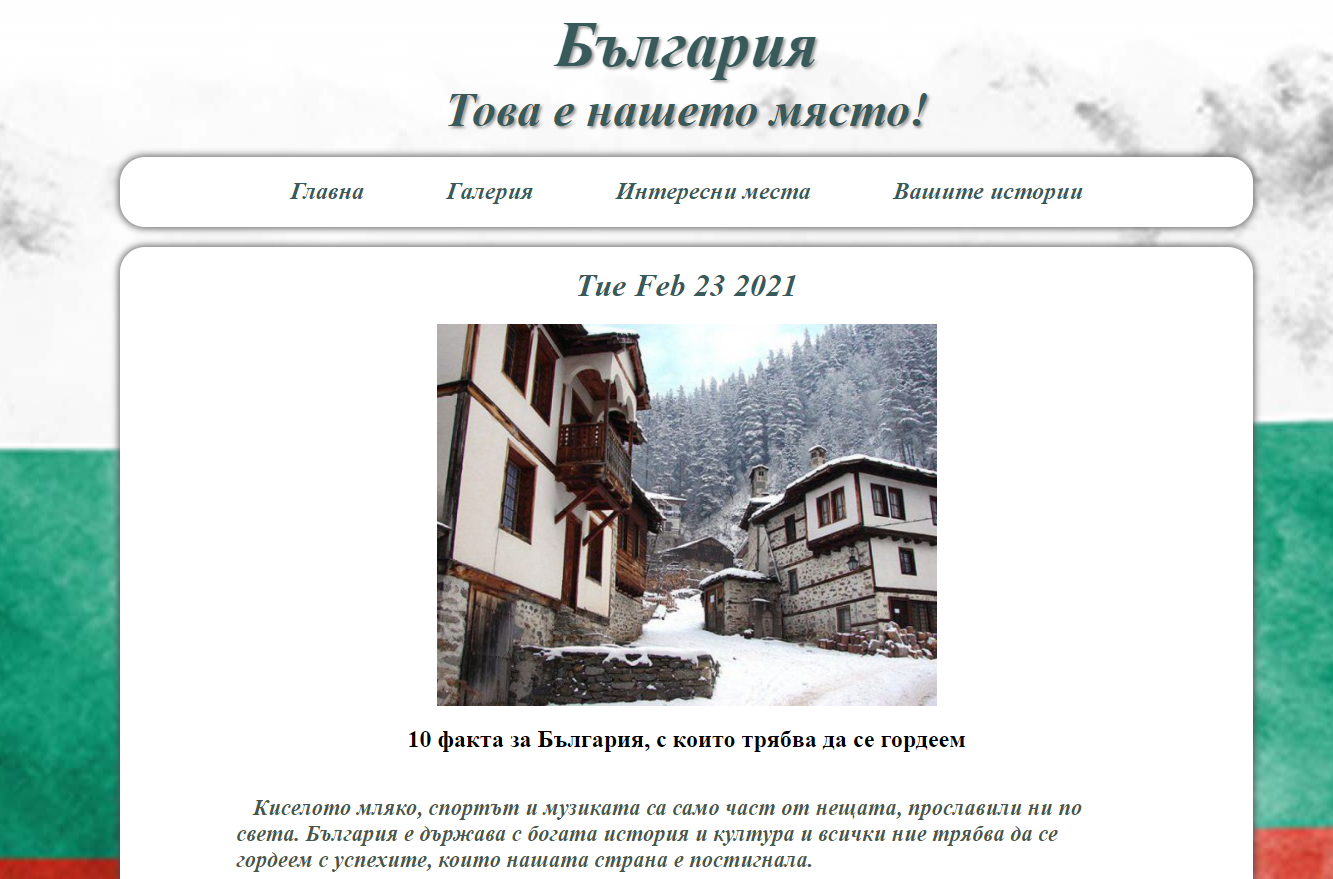 България
Това е нашето място!
Главна Галерия Интересни места Вашите истории
Tue Feb 23 2021
10 факта за България, с които трябва да се гордеем
Киселото мляко, спортът и музиката са само част от нещата, прославили ни по
света. България е държава с богата история и култура и всички ние трябва да се
гордеем с успехите, които нашата страна е постигнала.